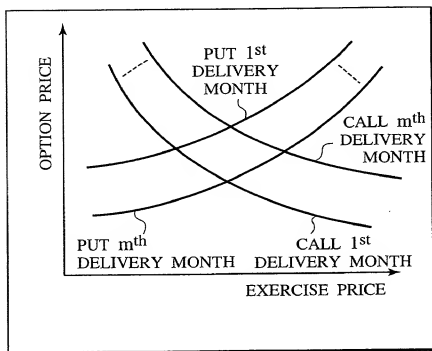 OPTION PRICE
PUT 1st
DELIVERY
MONTH
CALL mth
DELIVERY
MONTH
PUT mth
DELIVERY MONTH
CALL 1st
DELIVERY MONTH
EXERCISE PRICE